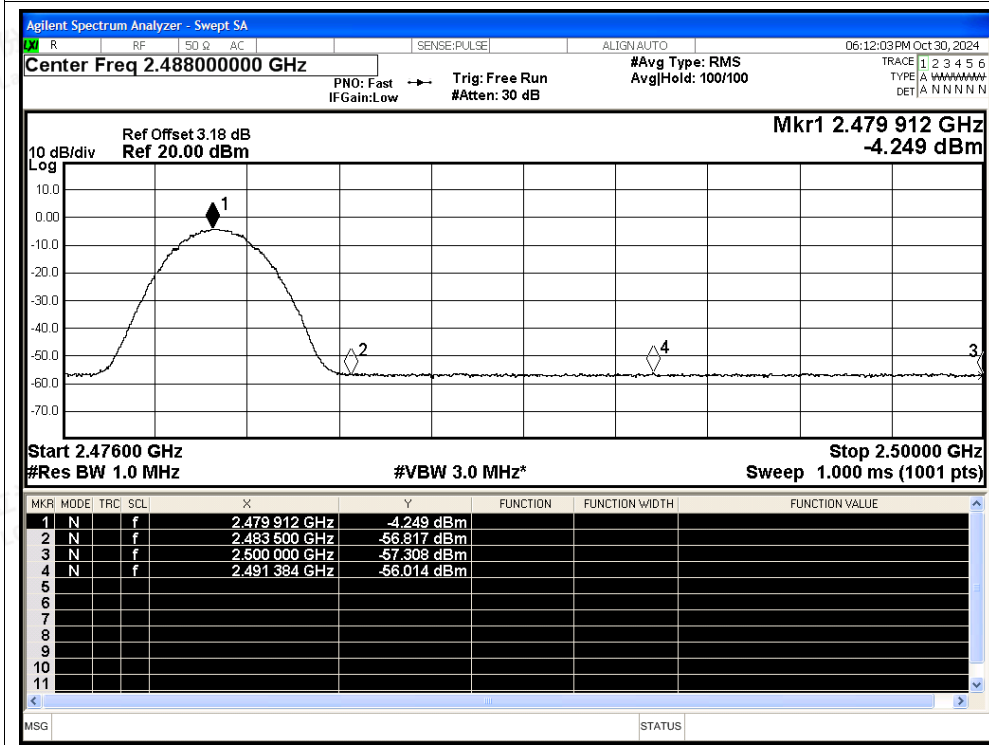 Agilent Spectrum Analyzer - Swept SA
LXI R RF 50 Ω AC SENSE:PULSE ALIGN AUTO 06:12:03 PM Oct 30, 2024
Center Freq 2.488000000 GHz #Avg Type: RMS TRACE 1 2 3 4 5 6
PNO: Fast Trig: Free Run Avg|Hold: 100/100 TYPE A
IFGain:Low #Atten: 30 dB DET A N N N N N
Mkr1 2.479 912 GHz
Ref Offset 3.18 dB
10 dB/div Ref 20.00 dBm -4.249 dBm
Log
10.0
1
0.00
-10.0
-20.0
-30.0
-40.0
2 4 3
-50.0
-60.0
-70.0
Start 2.47600 GHz Stop 2.50000 GHz
#Res BW 1.0 MHz #VBW 3.0 MHz* Sweep 1.000 ms (1001 pts)
MKR MODE TRC SCL X Y FUNCTION FUNCTION WIDTH FUNCTION VALUE
1 N f 2.479 912 GHz -4.249 dBm
2 N f 2.483 500 GHz -56.817 dBm
3 N f 2.500 000 GHz -57.308 dBm
4 N f 2.491 384 GHz -56.014 dBm
5
6
7
8
9
10
11
MSG STATUS